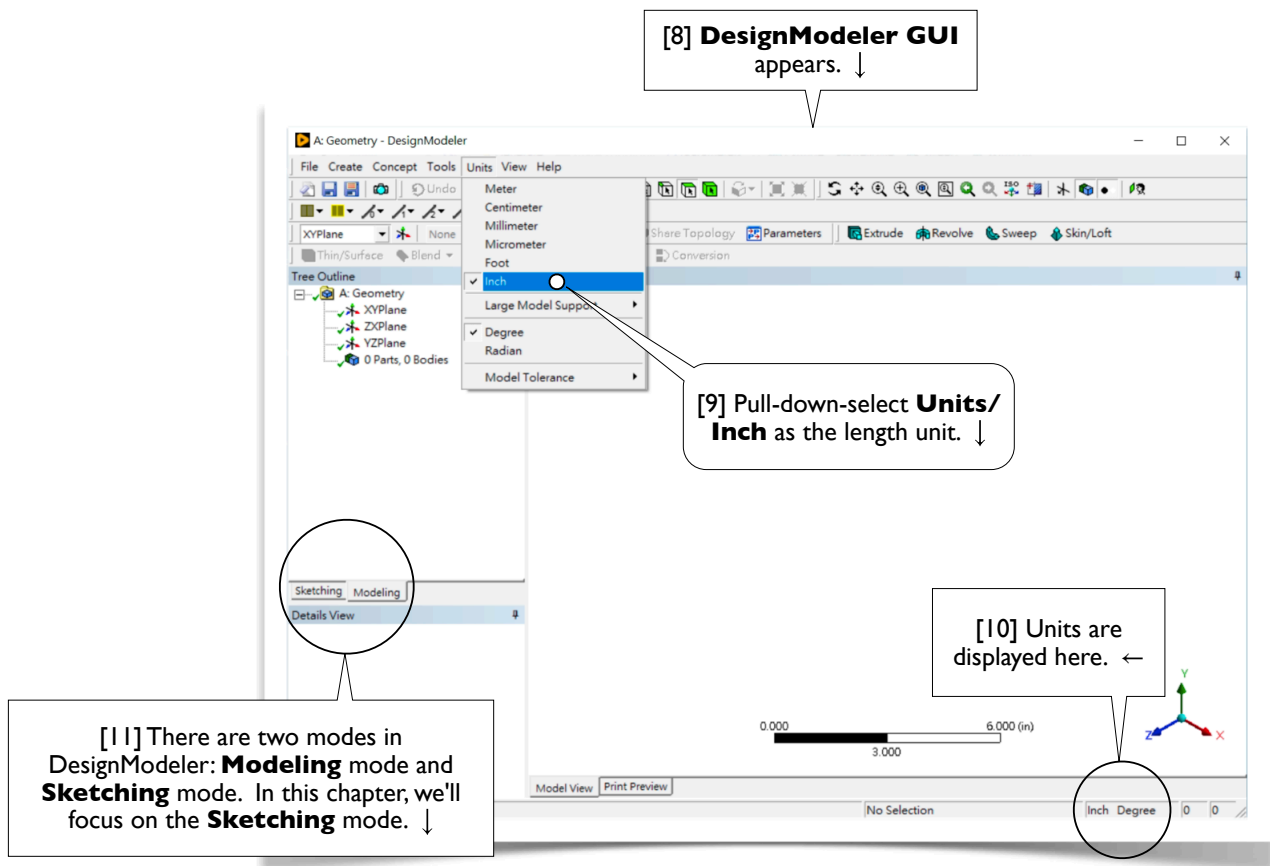 [8] DesignModeler GUI
appears. ↓
A: Geometry - DesignModeler
File Create Concept Tools Units View Help
Undo
XYPlane
None
Share Topology
Parameters
Extrude
Revolve
Sweep
Skin/Loft
Thin/Surface
Blend
Conversion
Meter
Centimeter
Millimeter
Micrometer
Foot
Inch
Large Model Support
Degree
Radian
Model Tolerance
Tree Outline
A: Geometry
XYPlane
ZXPlane
YZPlane
0 Parts, 0 Bodies
[9] Pull-down-select Units/
Inch as the length unit. ↓
Sketching Modeling
Details View
[10] Units are
displayed here. ←
[11] There are two modes in
DesignModeler: Modeling mode and
Sketching mode. In this chapter, we'll
focus on the Sketching mode. ↓
0.000 6.000 (in)
3.000
Y
Z X
Model View Print Preview
No Selection Inch Degree 0 0